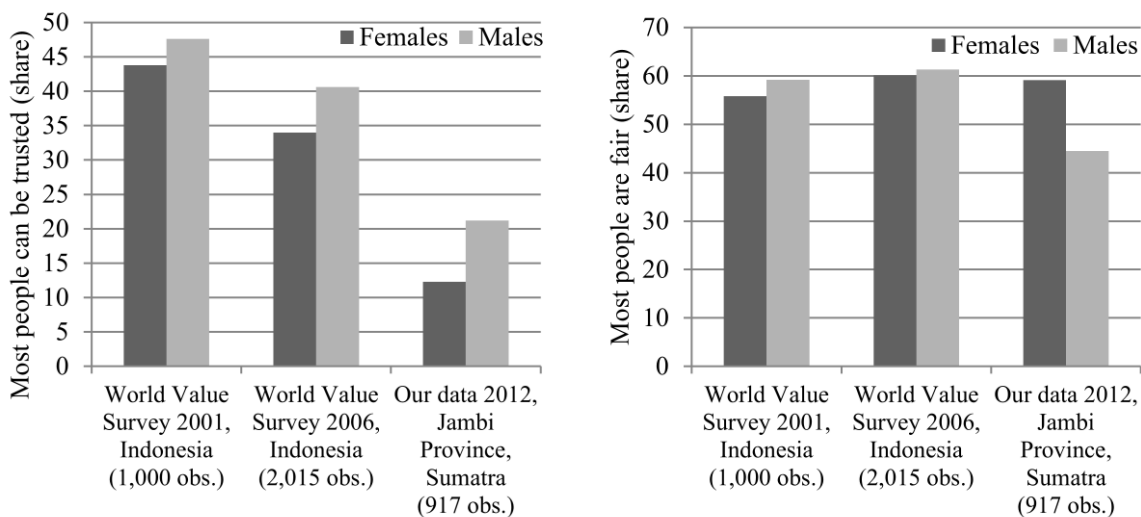 Most people can be trusted (share)
50
45
40
35
30
25
20
15
10
5
0
Females Males
World Value
Survey 2001,
Indonesia
(1,000 obs.)
World Value
Survey 2006,
Indonesia
(2,015 obs.)
Our data 2012,
Jambi
Province,
Sumatra
(917 obs.)
Most people are fair (share)
70
60
50
40
30
20
10
0
Females Males
World Value
Survey 2001,
Indonesia
(1,000 obs.)
World Value
Survey 2006,
Indonesia
(2,015 obs.)
Our data 2012,
Jambi
Province,
Sumatra
(917 obs.)